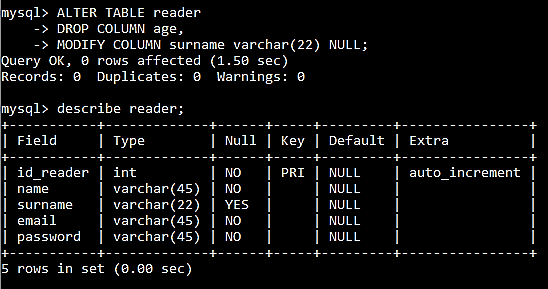 mysql> ALTER TABLE reader
    -> DROP COLUMN age,
    -> MODIFY COLUMN surname varchar(22) NULL;
Query OK, 0 rows affected (1.50 sec)
Records: 0  Duplicates: 0  Warnings: 0

mysql> describe reader;
+-----------+-------------+------+-----+---------+----------------+
| Field     | Type        | Null | Key | Default | Extra          |
+-----------+-------------+------+-----+---------+----------------+
| id_reader | int         | NO   | PRI | NULL    | auto_increment |
| name      | varchar(45) | NO   |     | NULL    |                |
| surname   | varchar(22) | YES  |     | NULL    |                |
| email     | varchar(45) | NO   |     | NULL    |                |
| password  | varchar(45) | NO   |     | NULL    |                |
+-----------+-------------+------+-----+---------+----------------+
5 rows in set (0.00 sec)